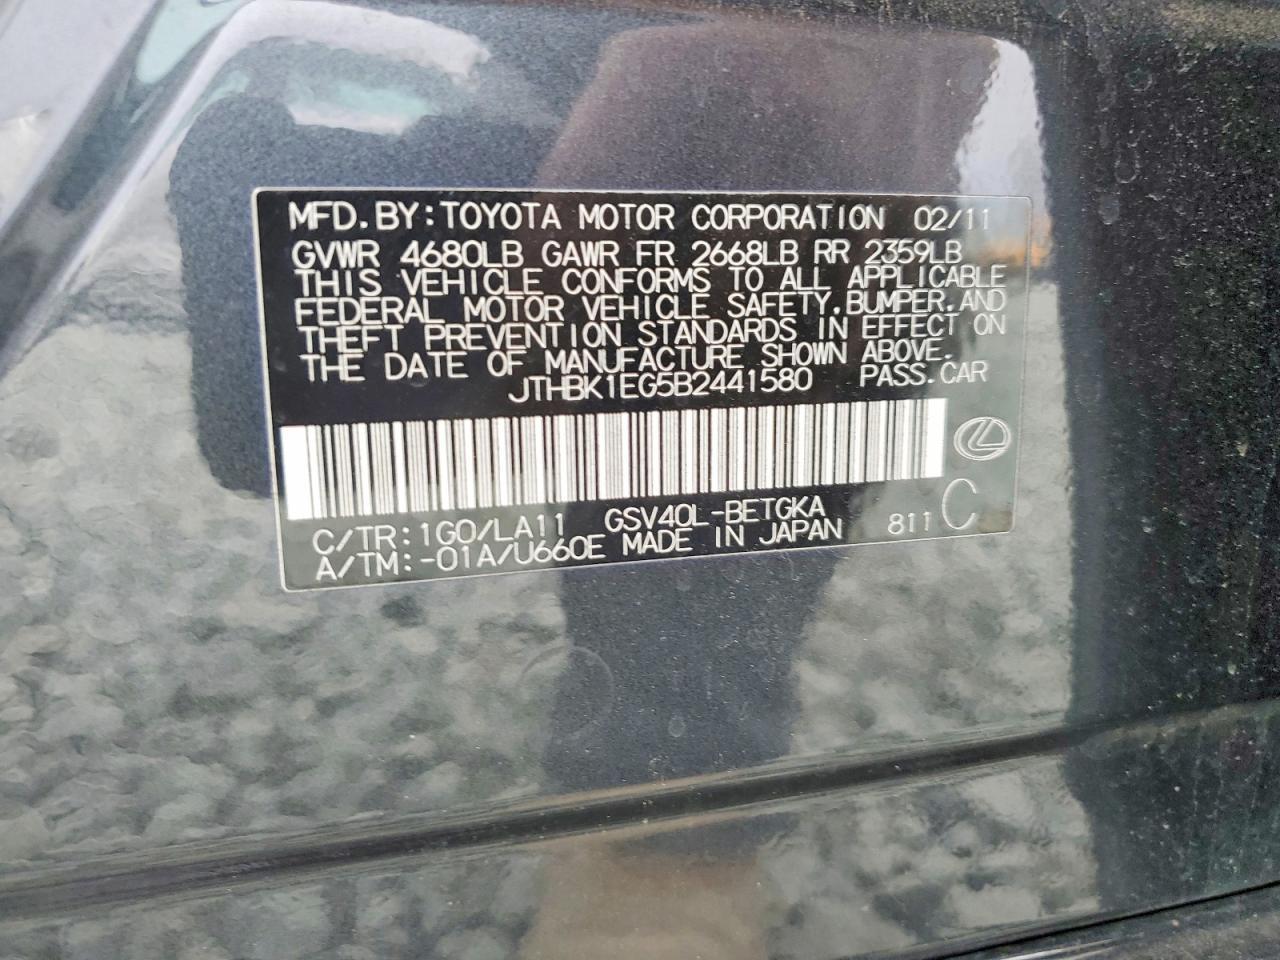 MFD.BY:TOYOTA MOTOR CORPORATION 02/11
GVWR 4680LB GAWR FR 2668LB RR 2359LB
THIS VEHICLE CONFORMS TO ALL APPLICABLE
FEDERAL MOTOR VEHICLE SAFETY,BUMPER,AND
THEFT PREVENTION STANDARDS IN EFFECT ON
THE DATE OF MANUFACTURE SHOWN ABOVE.
JTHBK1EG5B2441580 PASS.CAR
C/TR:1G0/LA11 GSV40L-BETGKA 811 C
A/TM:-01A/U660E MADE IN JAPAN